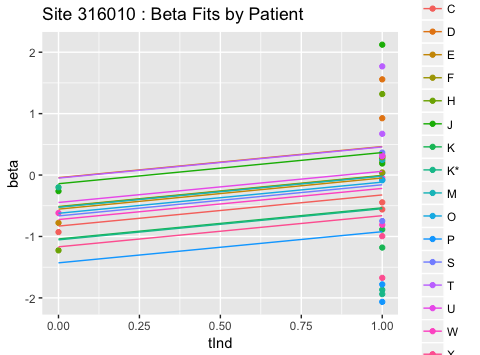 Site 316010 : Beta Fits by Patient
beta
2
1
0
-1
-2
0.00 0.25 0.50 0.75 1.00
tInd
C
D
E
F
H
J
K
K*
M
O
P
S
T
U
W